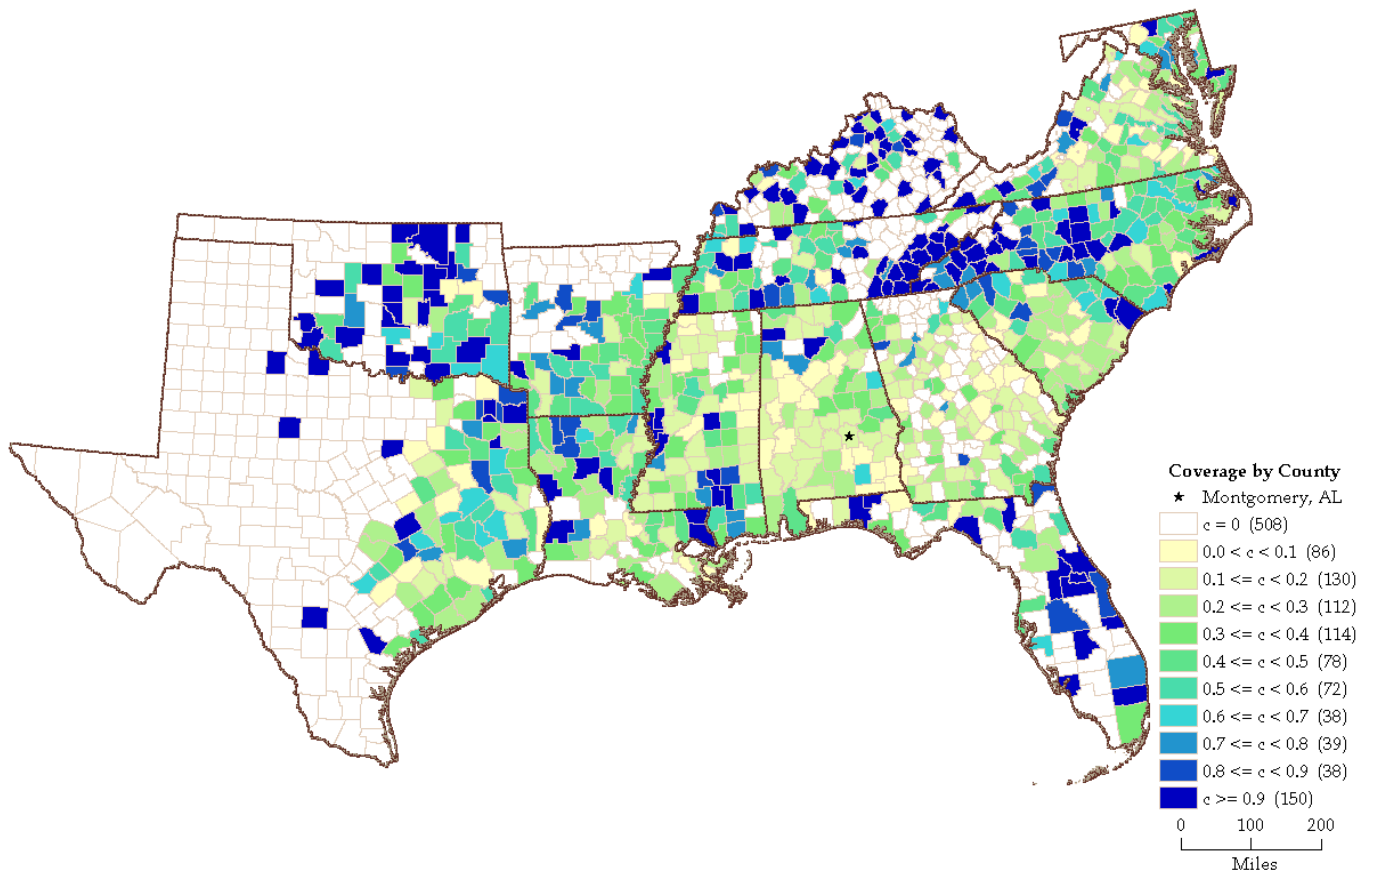 Coverage by County
★ Montgomery, AL
c = 0 (508)
0.0 < c < 0.1 (86)
0.1 <= c < 0.2 (130)
0.2 <= c < 0.3 (112)
0.3 <= c < 0.4 (114)
0.4 <= c < 0.5 (78)
0.5 <= c < 0.6 (72)
0.6 <= c < 0.7 (38)
0.7 <= c < 0.8 (39)
0.8 <= c < 0.9 (38)
c >= 0.9 (150)
0 100 200
Miles